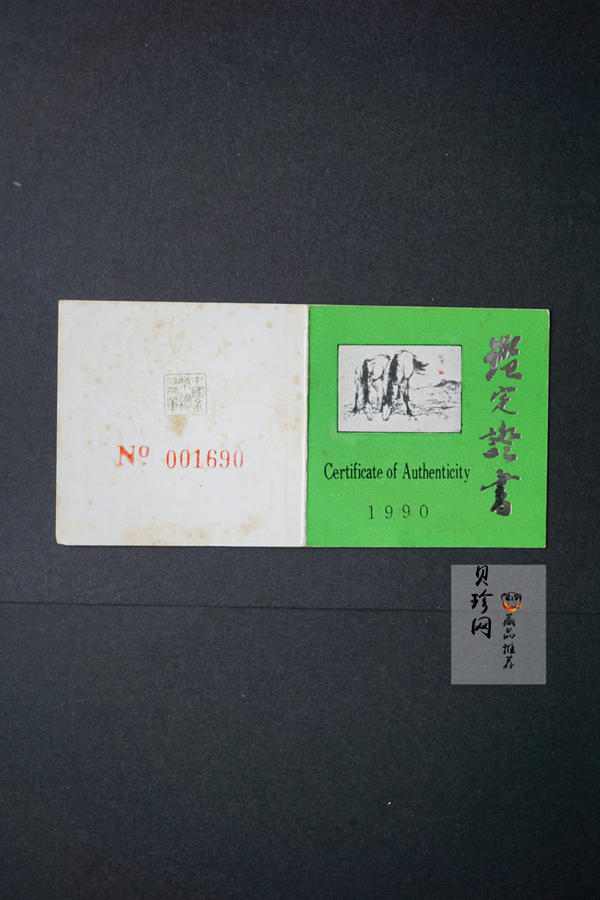 No 001690
Certificate of Authenticity
1990
鑑定證書
贝珍网
藏品推荐